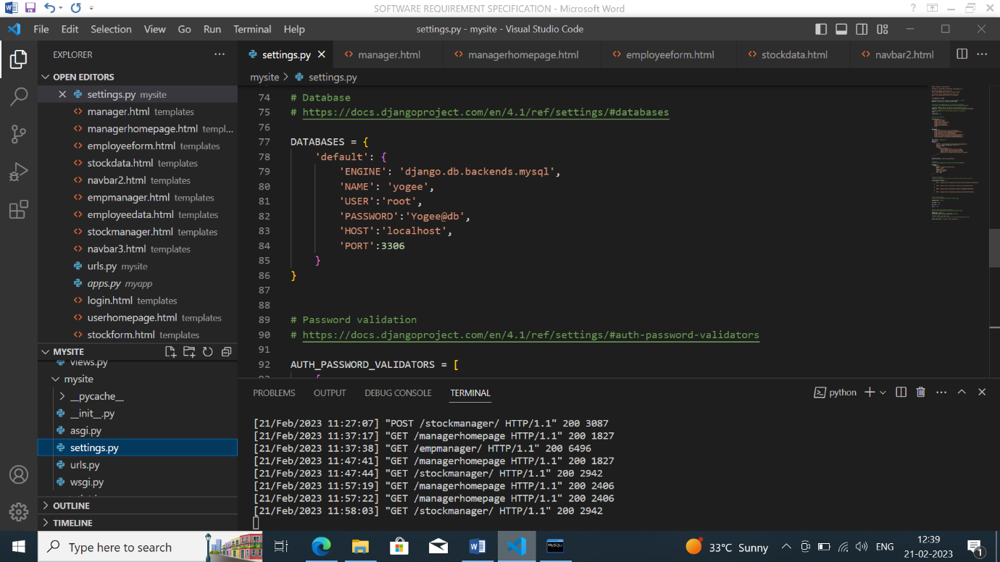 SOFTWARE REQUIREMENT SPECIFICATION - Microsoft Word
File Edit Selection View Go Run Terminal Help
settings.py - mysite - Visual Studio Code
EXPLORER
OPEN EDITORS
settings.py mysite
manager.html templates
managerhomepage.html templ...
employeeform.html templates
stockdata.html templates
navbar2.html templates
empmanager.html templates
employeedata.html templates
stockmanager.html templates
navbar3.html templates
urls.py mysite
apps.py myapp
login.html templates
userhomepage.html templates
stockform.html templates
MYSITE
views.py
mysite
__pycache__
__init__.py
asgi.py
settings.py
urls.py
wsgi.py
OUTLINE
TIMELINE
settings.py manager.html managerhomepage.html employeeform.html stockdata.html navbar2.html
mysite > settings.py
74 # Database
75 # https://docs.djangoproject.com/en/4.1/ref/settings/#databases
76
77 DATABASES = {
78 'default': {
79 'ENGINE': 'django.db.backends.mysql',
80 'NAME': 'yogee',
81 'USER':'root',
82 'PASSWORD':'Yogee@db',
83 'HOST':'localhost',
84 'PORT':3306
85 }
86 }
87
88
89 # Password validation
90 # https://docs.djangoproject.com/en/4.1/ref/settings/#auth-password-validators
91
92 AUTH_PASSWORD_VALIDATORS = [
93 {
PROBLEMS OUTPUT DEBUG CONSOLE TERMINAL
python
[21/Feb/2023 11:27:07] "POST /stockmanager/ HTTP/1.1" 200 3087
[21/Feb/2023 11:37:17] "GET /managerhomepage HTTP/1.1" 200 1827
[21/Feb/2023 11:37:38] "GET /empmanager/ HTTP/1.1" 200 6496
[21/Feb/2023 11:47:41] "GET /managerhomepage HTTP/1.1" 200 1827
[21/Feb/2023 11:47:44] "GET /stockmanager/ HTTP/1.1" 200 2942
[21/Feb/2023 11:57:19] "GET /managerhomepage HTTP/1.1" 200 2406
[21/Feb/2023 11:57:22] "GET /managerhomepage HTTP/1.1" 200 2406
[21/Feb/2023 11:58:03] "GET /stockmanager/ HTTP/1.1" 200 2942
Type here to search
33°C Sunny
ENG
12:39
21-02-2023
1